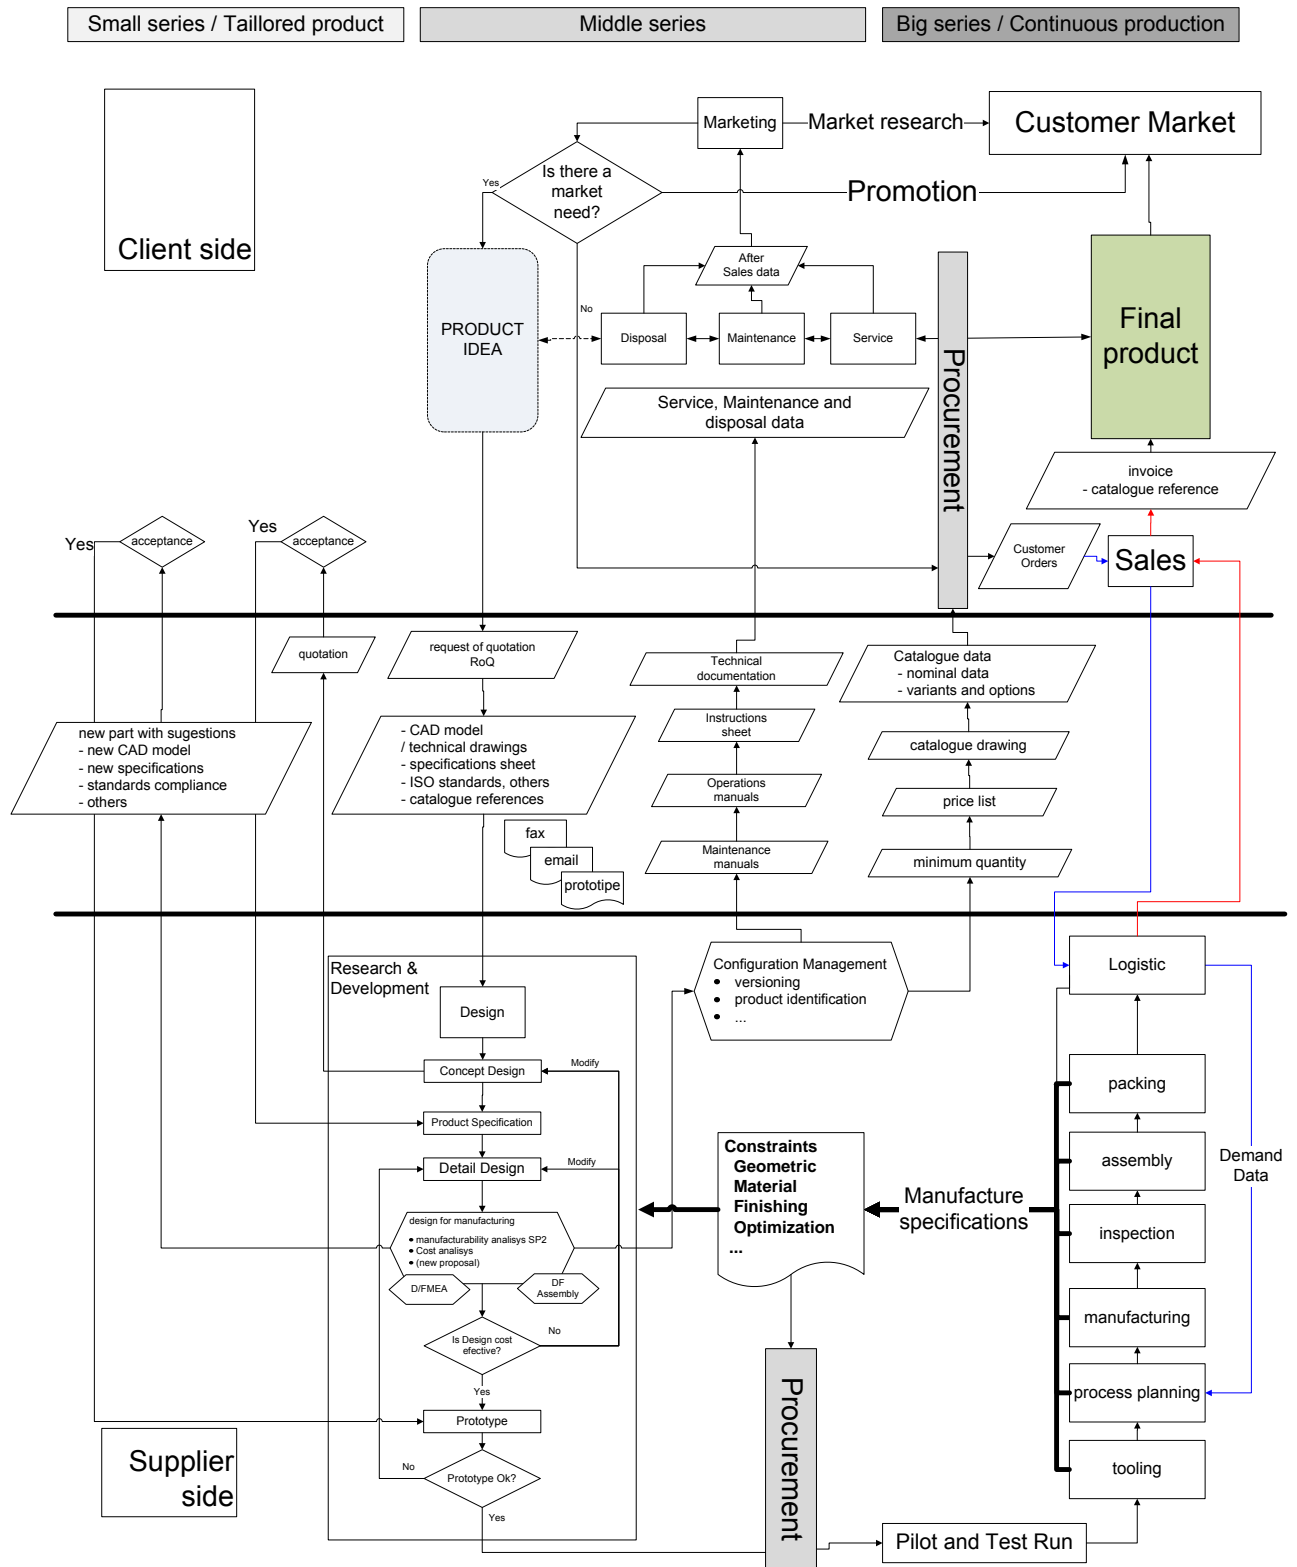 Small series / Taillored product
Middle series
Big series / Continuous production
Client side
Marketing
Market research
Customer Market
Is there a
market
need?
Yes
Promotion
No
PRODUCT
IDEA
After
Sales data
Disposal
Maintenance
Service
Procurement
Final
product
Service, Maintenance and
disposal data
invoice
- catalogue reference
Yes
acceptance
Yes
acceptance
Customer
Orders
Sales
quotation
request of quotation
RoQ
Technical
documentation
Catalogue data
- nominal data
- variants and options
new part with sugestions
- new CAD model
- new specifications
- standards compliance
- others
- CAD model
/ technical drawings
- specifications sheet
- ISO standards, others
- catalogue references
Instructions
sheet
catalogue drawing
Operations
manuals
price list
fax
email
prototipe
Maintenance
manuals
minimum quantity
Research &
Development
Design
Configuration Management
• versioning
• product identification
• ...
Logistic
Concept Design
Modify
Product Specification
Detail Design
Modify
packing
assembly
Demand
Data
Constraints
Geometric
Material
Finishing
Optimization
...
Manufacture
specifications
inspection
design for manufacturing
• manufacturability analisys SP2
• Cost analisys
• (new proposal)
D/FMEA
DF
Assembly
manufacturing
Is Design cost
efective?
No
Yes
Procurement
process planning
Prototype
Supplier
side
No
Prototype Ok?
Yes
tooling
Pilot and Test Run